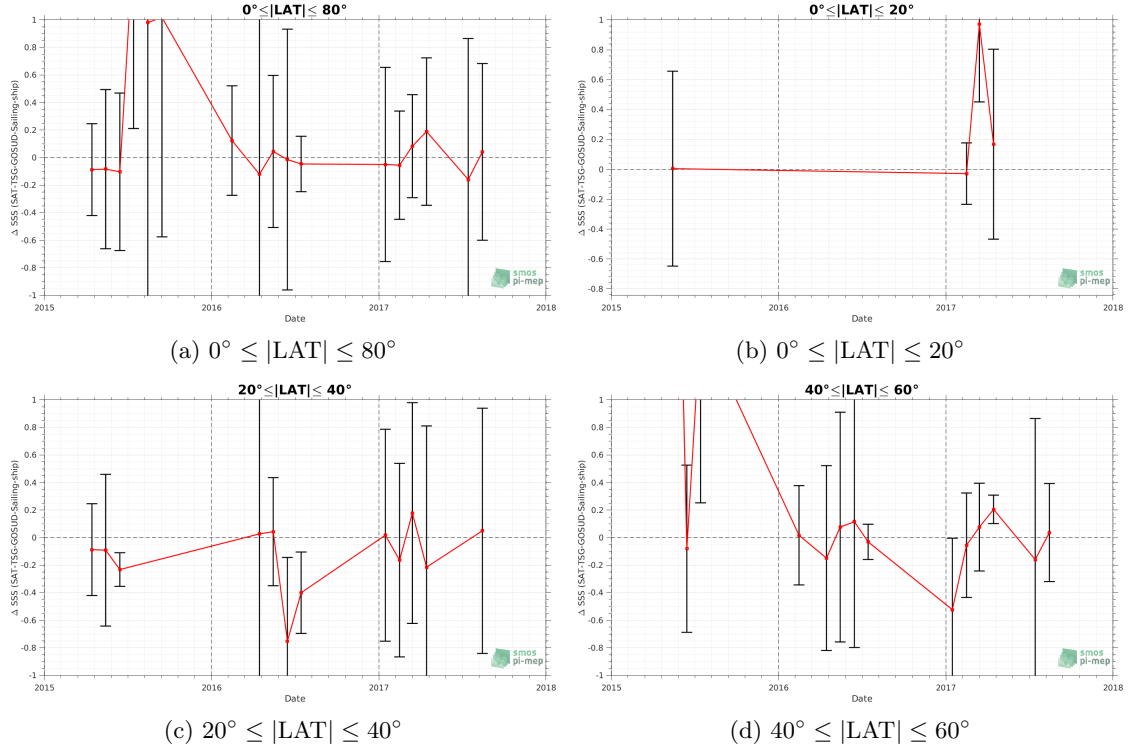 0°≤|LAT|≤ 80°
1
0.8
0.6
0.4
0.2
0
-0.2
-0.4
-0.6
-0.8
-1
Δ SSS (SAT-TSG-GOSUD-Sailing-ship)
2015
2016
2017
2018
Date
smos
pi-mep
(a) 0° ≤ |LAT| ≤ 80°
0°≤|LAT|≤ 20°
1
0.8
0.6
0.4
0.2
0
-0.2
-0.4
-0.6
-0.8
Δ SSS (SAT-TSG-GOSUD-Sailing-ship)
2015
2016
2017
2018
Date
smos
pi-mep
(b) 0° ≤ |LAT| ≤ 20°
20°≤|LAT|≤ 40°
1
0.8
0.6
0.4
0.2
0
-0.2
-0.4
-0.6
-0.8
-1
Δ SSS (SAT-TSG-GOSUD-Sailing-ship)
2015
2016
2017
2018
Date
smos
pi-mep
(c) 20° ≤ |LAT| ≤ 40°
40°≤|LAT|≤ 60°
1
0.8
0.6
0.4
0.2
0
-0.2
-0.4
-0.6
-0.8
-1
Δ SSS (SAT-TSG-GOSUD-Sailing-ship)
2015
2016
2017
2018
Date
smos
pi-mep
(d) 40° ≤ |LAT| ≤ 60°